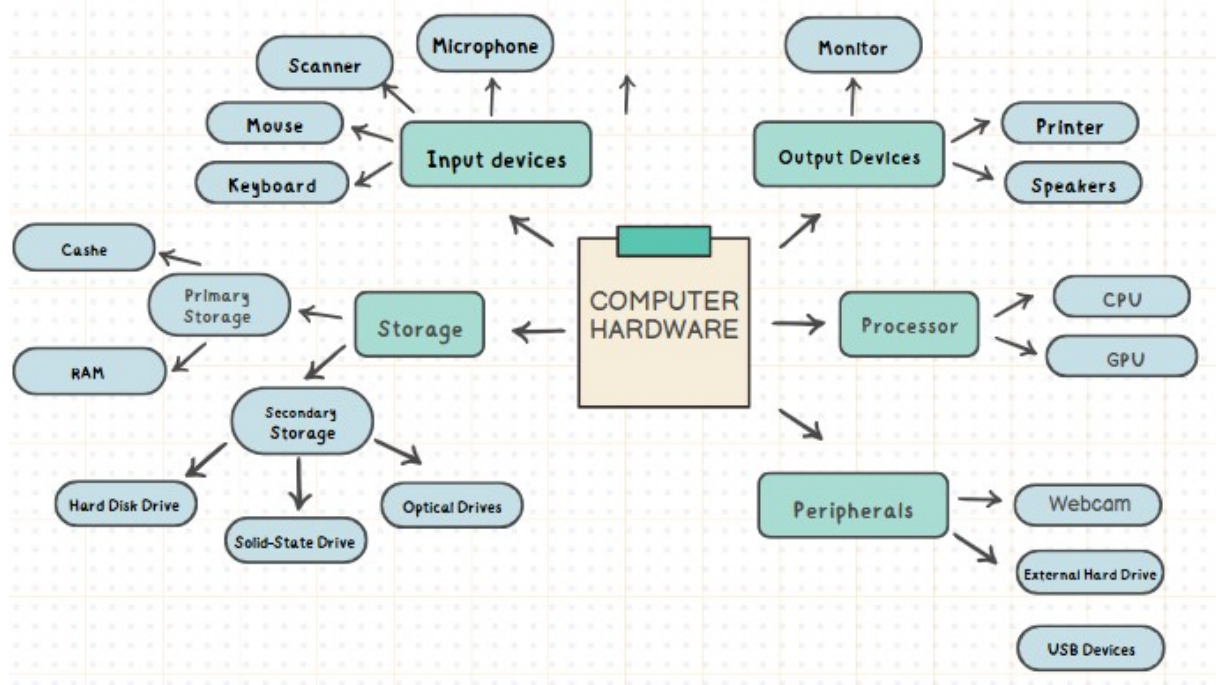 Microphone
Monitor
Scanner
Mouse
Printer
Input devices
Output Devices
Keyboard
Speakers
Cashe
COMPUTER
HARDWARE
Primary
Storage
CPU
Storage
Processor
GPU
RAM
Secondary
Storage
Hard Disk Drive
Optical Drives
Webcam
Peripherals
Solid-State Drive
External Hard Drive
USB Devices